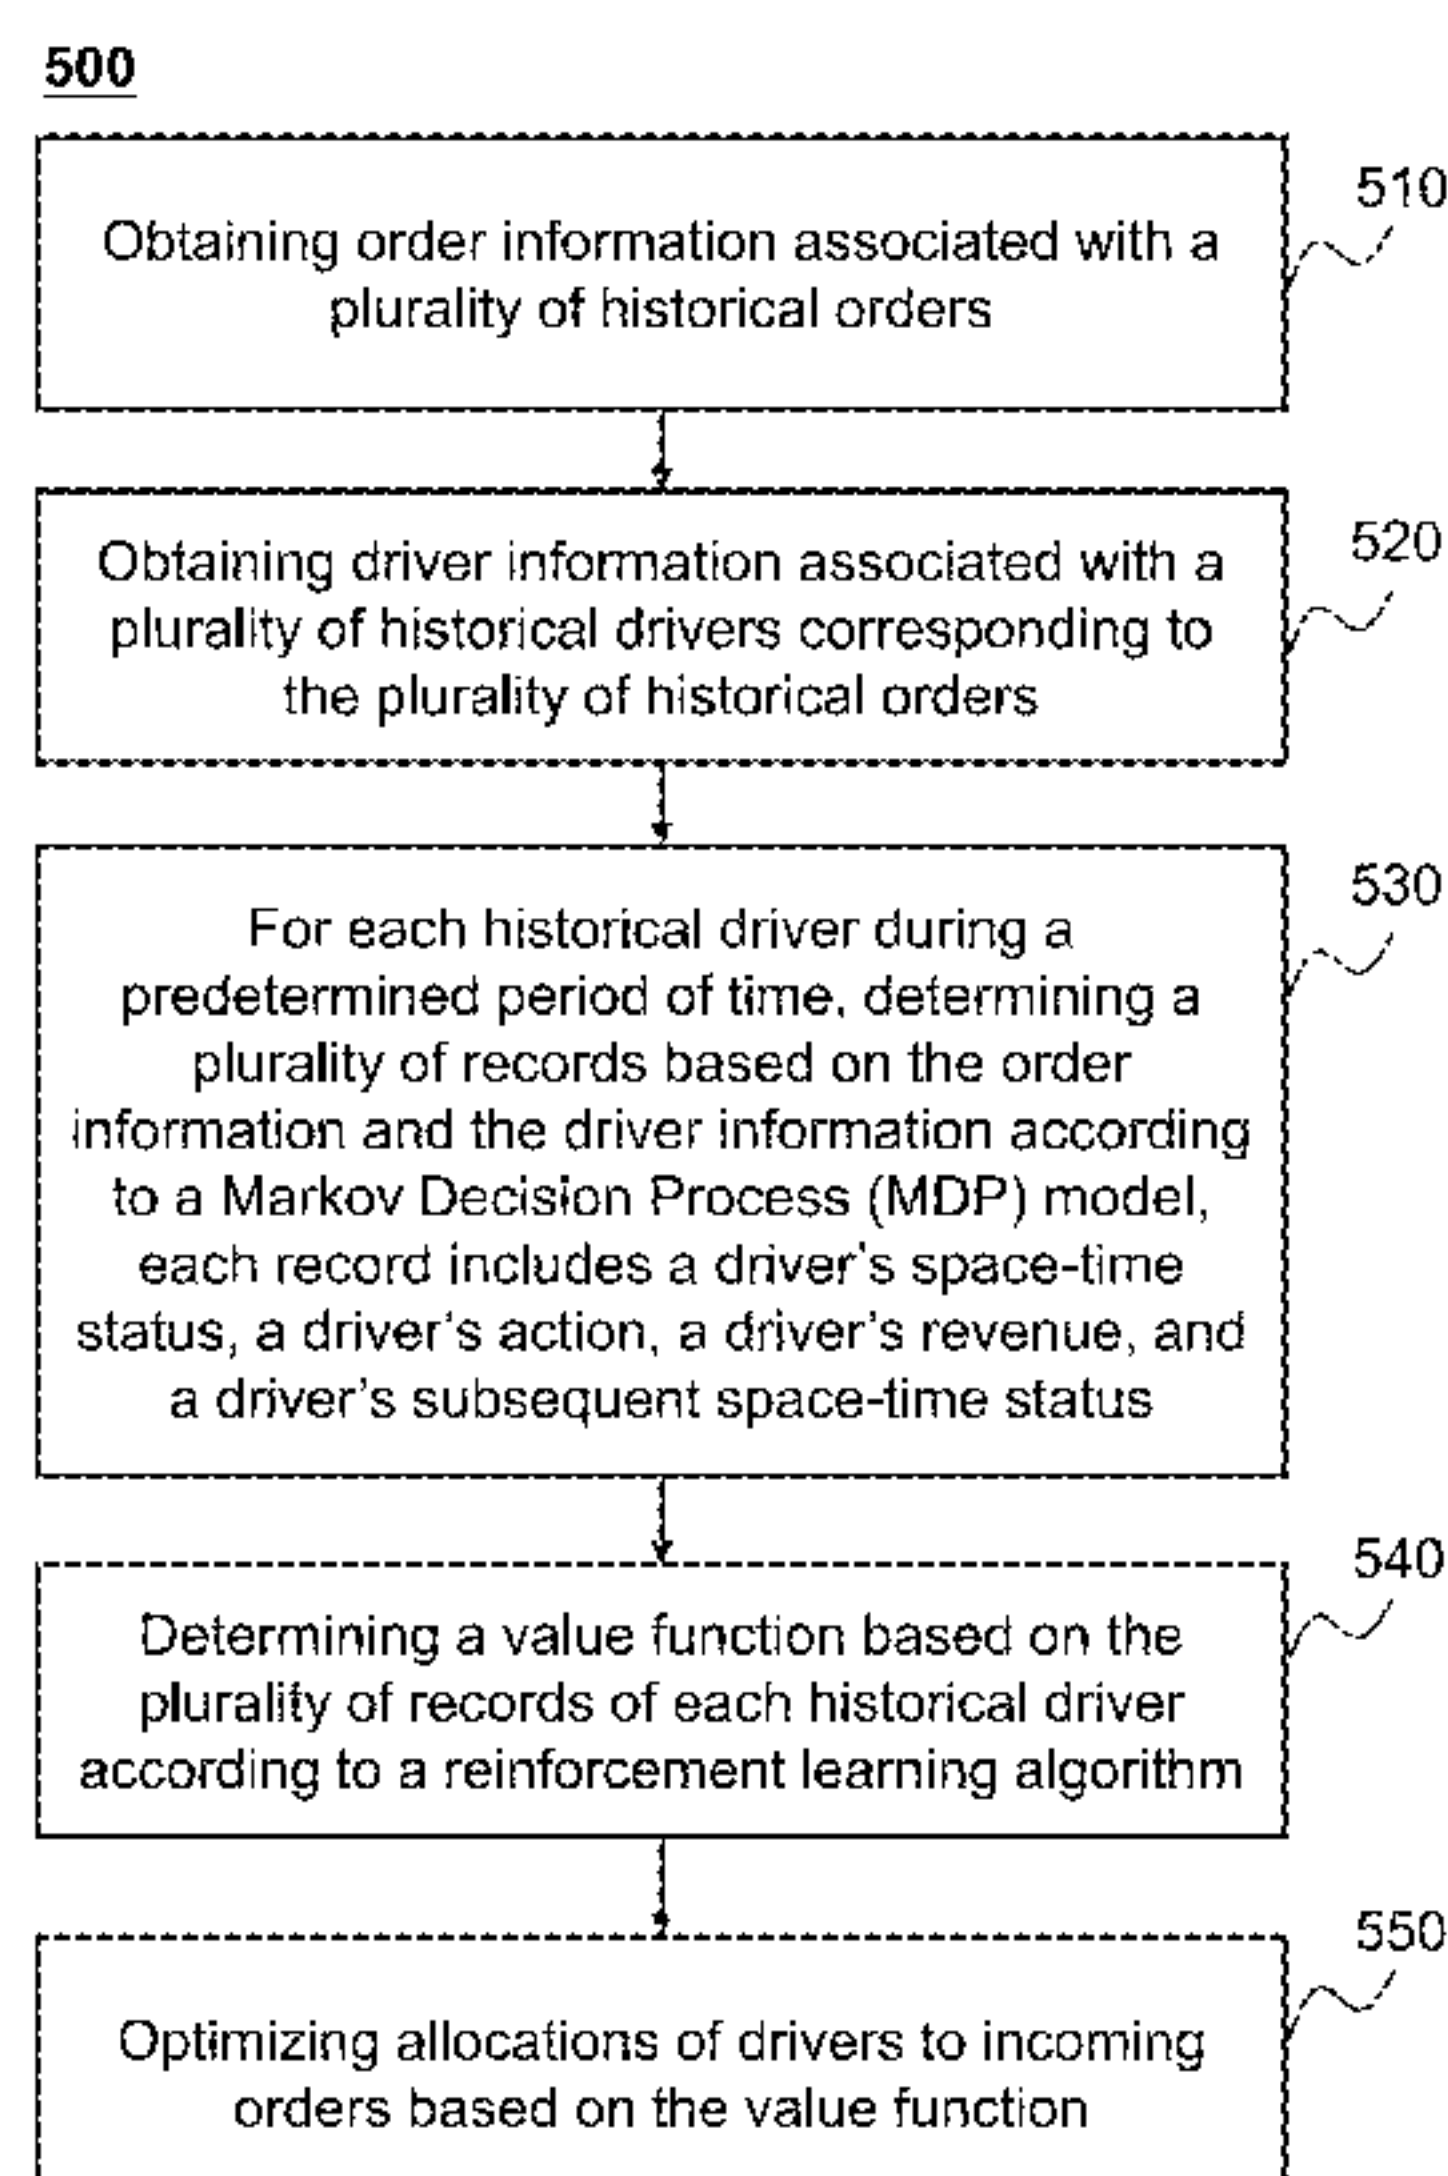 500
510
Obtaining order information associated with a
plurality of historical orders
520
Obtaining driver information associated with a
plurality of historical drivers corresponding to
the plurality of historical orders
530
For each historical driver during a
predetermined period of time, determining a
plurality of records based on the order
information and the driver information according
to a Markov Decision Process (MDP) model,
each record includes a driver's space-time
status, a driver's action, a driver's revenue, and
a driver's subsequent space-time status
540
Determining a value function based on the
plurality of records of each historical driver
according to a reinforcement learning algorithm
550
Optimizing allocations of drivers to incoming
orders based on the value function